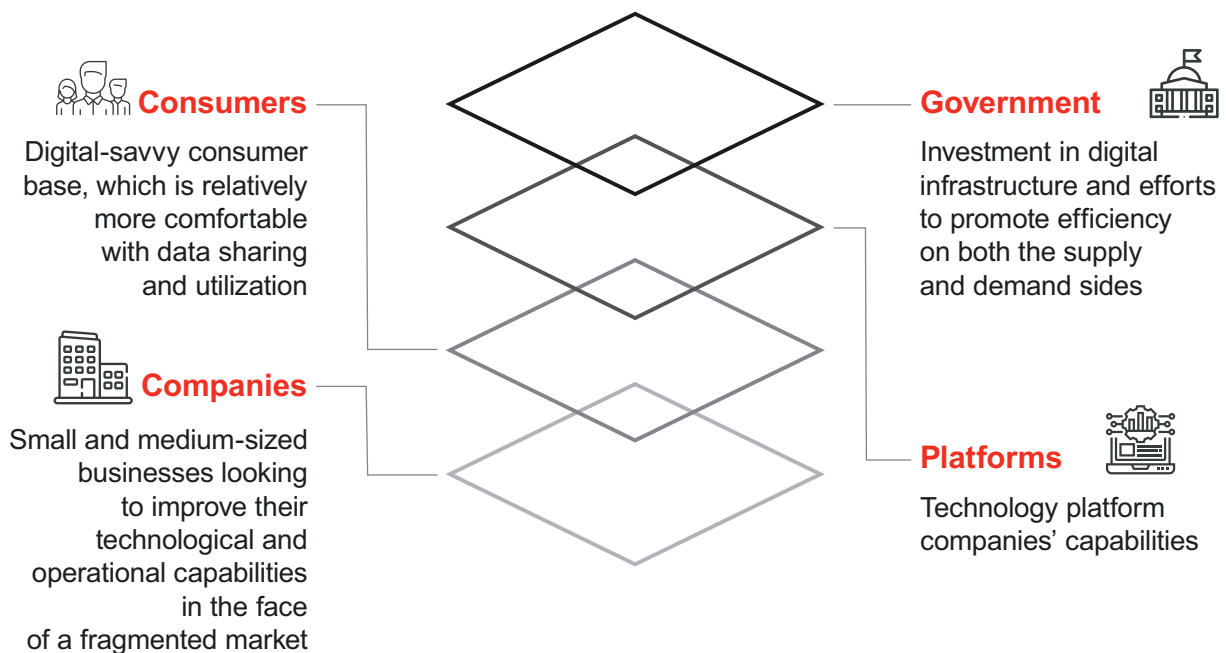 Consumers
Digital-savvy consumer
base, which is relatively
more comfortable
with data sharing
and utilization
Companies
Small and medium-sized
businesses looking
to improve their
technological and
operational capabilities
in the face
of a fragmented market
Government
Investment in digital
infrastructure and efforts
to promote efficiency
on both the supply
and demand sides
Platforms
Technology platform
companies’ capabilities